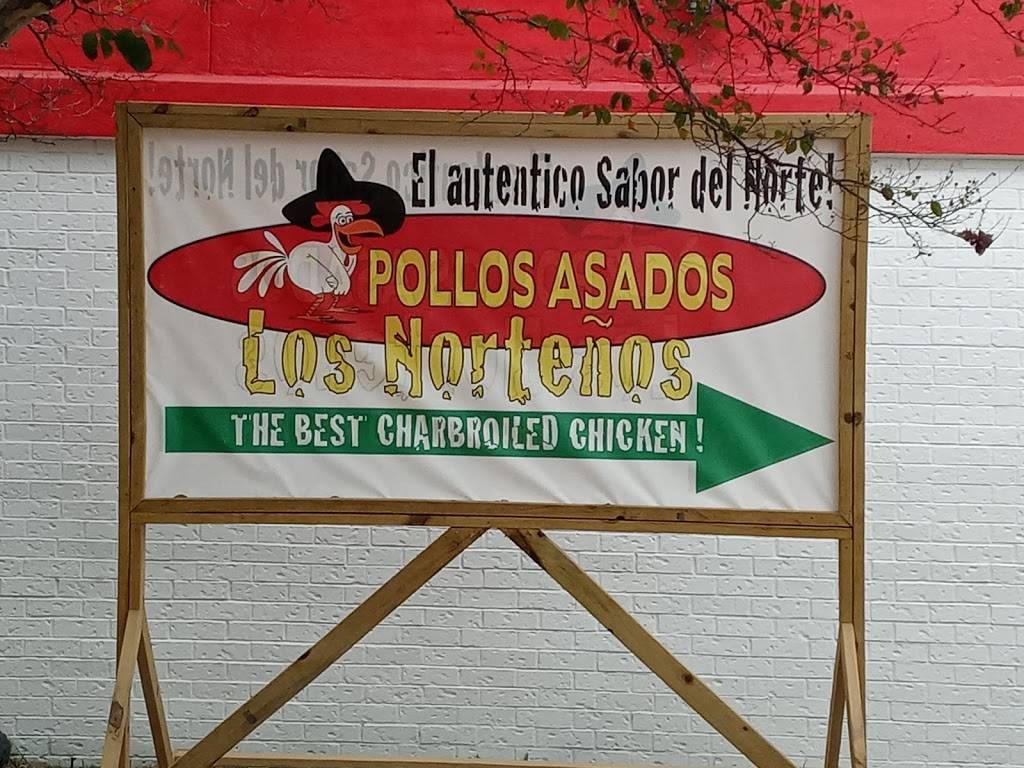 El autentico Sabor del Norte!
POLLOS ASADOS
Los Norteños
THE BEST CHARBROILED CHICKEN!